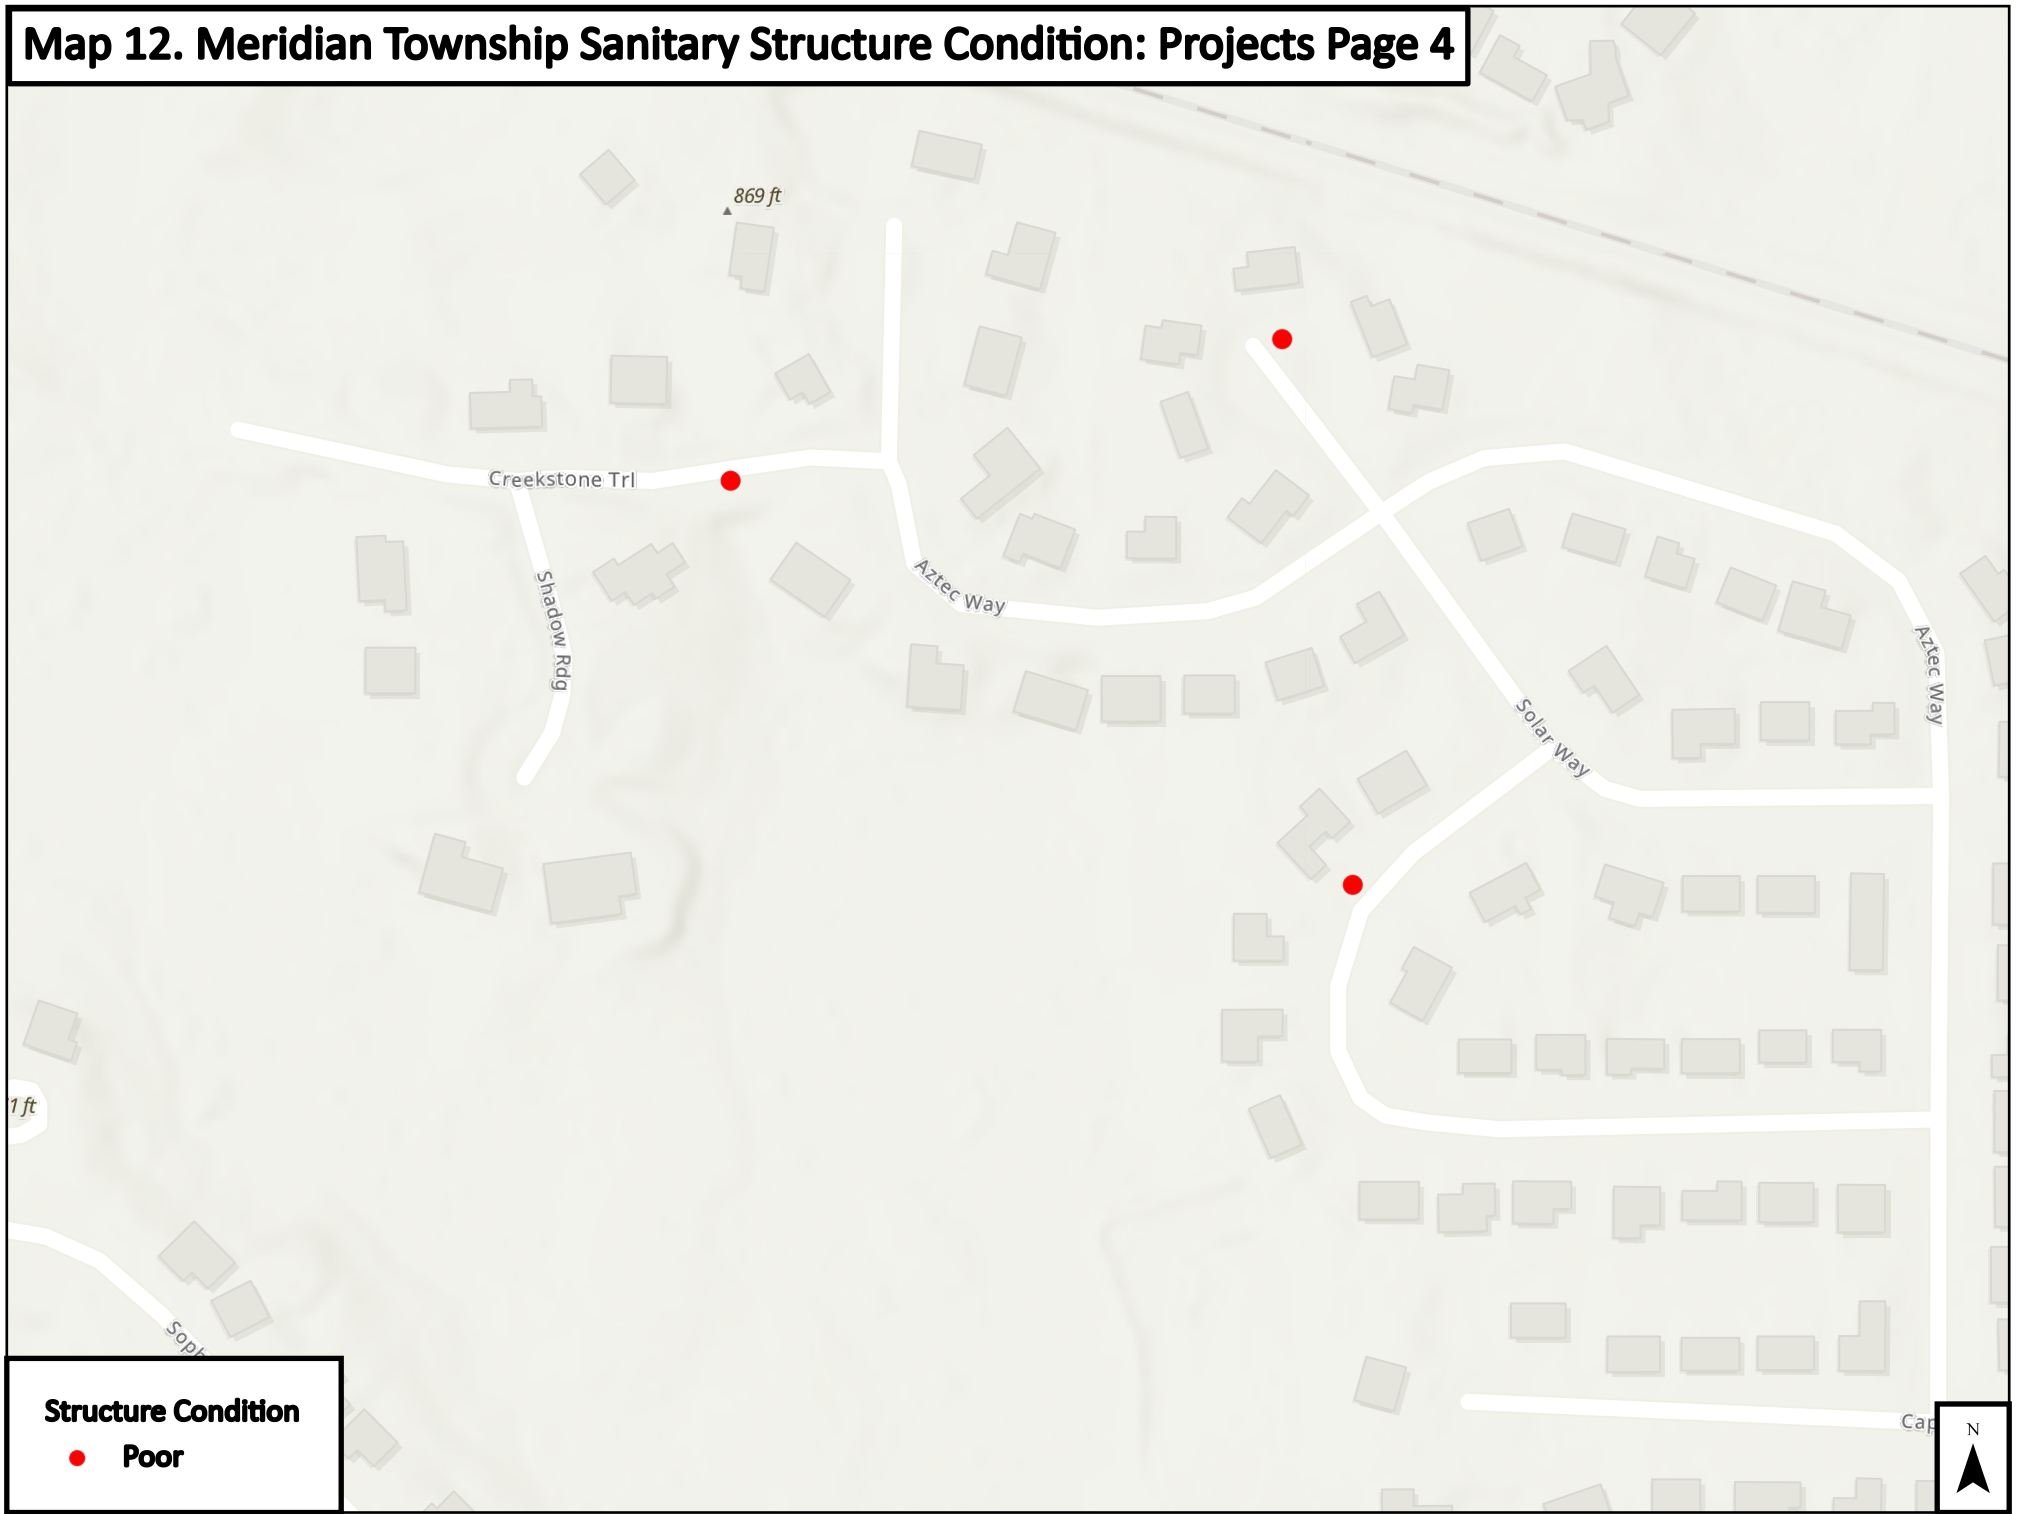 Map 12. Meridian Township Sanitary Structure Condition: Projects Page 4
869 ft
Creekstone Trl
Shadow Rdg
Aztec Way
Aztec Way
Solar Way
1 ft
Soph
Structure Condition
Poor
Cap
N